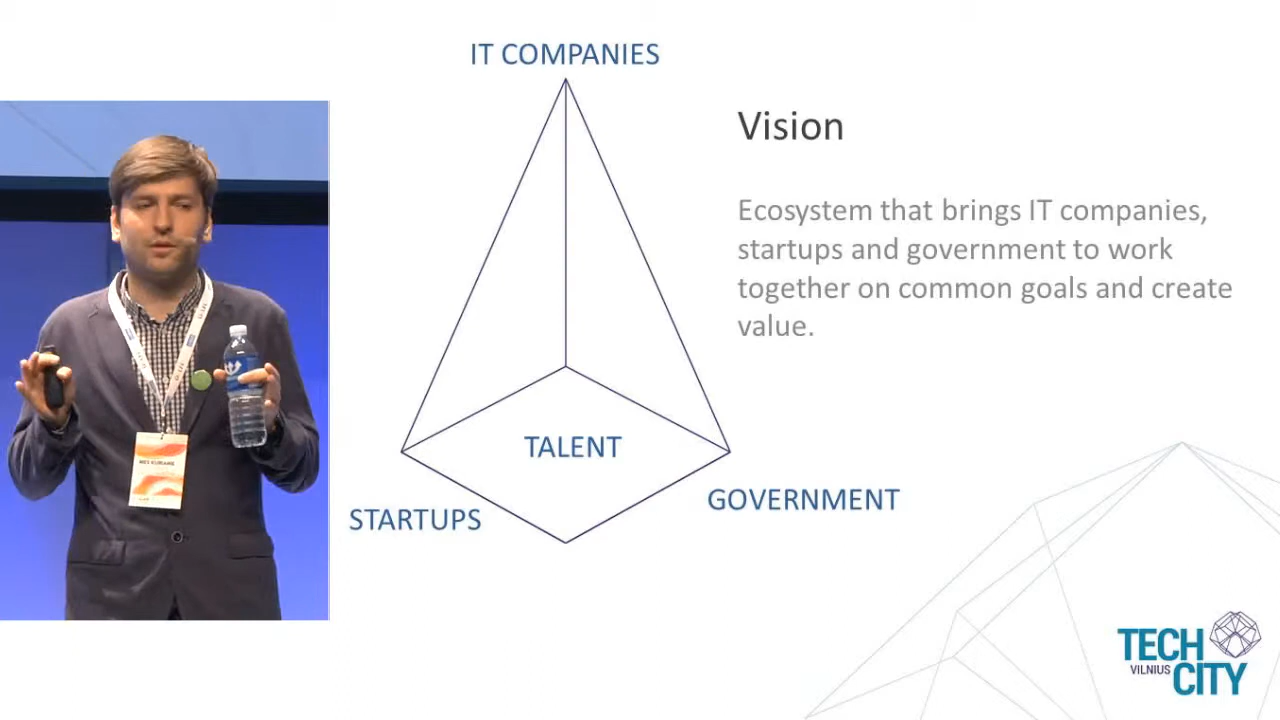 IT COMPANIES
Vision
Ecosystem that brings IT companies,
startups and government to work
together on common goals and create
value.
TALENT
STARTUPS
GOVERNMENT
TECH
VILNIUS CITY